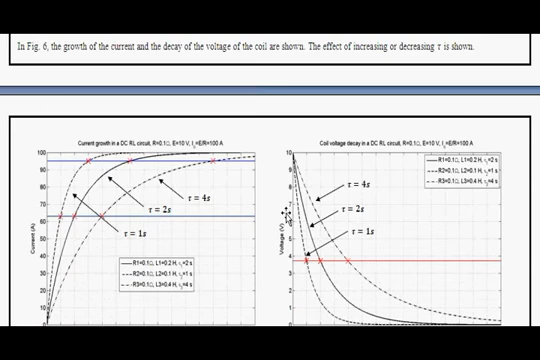 In Fig. 6, the growth of the current and the decay of the voltage of the coil are shown. The effect of increasing or decreasing τ is shown.
Current growth in a DC RL circuit, R=0.1Ω, E=10 V, I₀=E/R=100 A
100
90
80
70
60
50
40
30
20
10
0
Current (A)
τ = 4s
τ = 2s
τ = 1s
R1=0.1Ω, L1=0.2 H, τ₁=2 s
R2=0.1Ω, L2=0.1 H, τ₂=1 s
R3=0.1Ω, L3=0.4 H, τ₃=4 s
Coil voltage decay in a DC RL circuit, R=0.1Ω, E=10 V, I₀=E/R=100 A
10
9
8
7
5
4
3
2
1
0
Voltage (V)
R1=0.1Ω, L1=0.2 H, τ₁=2 s
R2=0.1Ω, L2=0.1 H, τ₂=1 s
R3=0.1Ω, L3=0.4 H, τ₃=4 s
τ = 4s
τ = 2s
τ = 1s